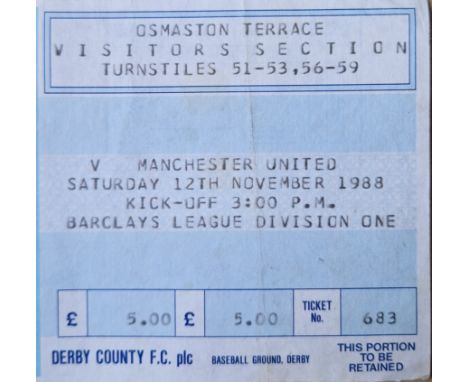 OSMASTON TERRACE
VISITORS SECTION
TURNSTILES 51-53,56-59
V MANCHESTER UNITED
SATURDAY 12TH NOVEMBER 1988
KICK-OFF 3:00 P.M.
BARCLAYS LEAGUE DIVISION ONE
£ 5.00 £ 5.00 TICKET No. 683
DERBY COUNTY F.C. plc BASEBALL GROUND, DERBY
THIS PORTION
TO BE
RETAINED